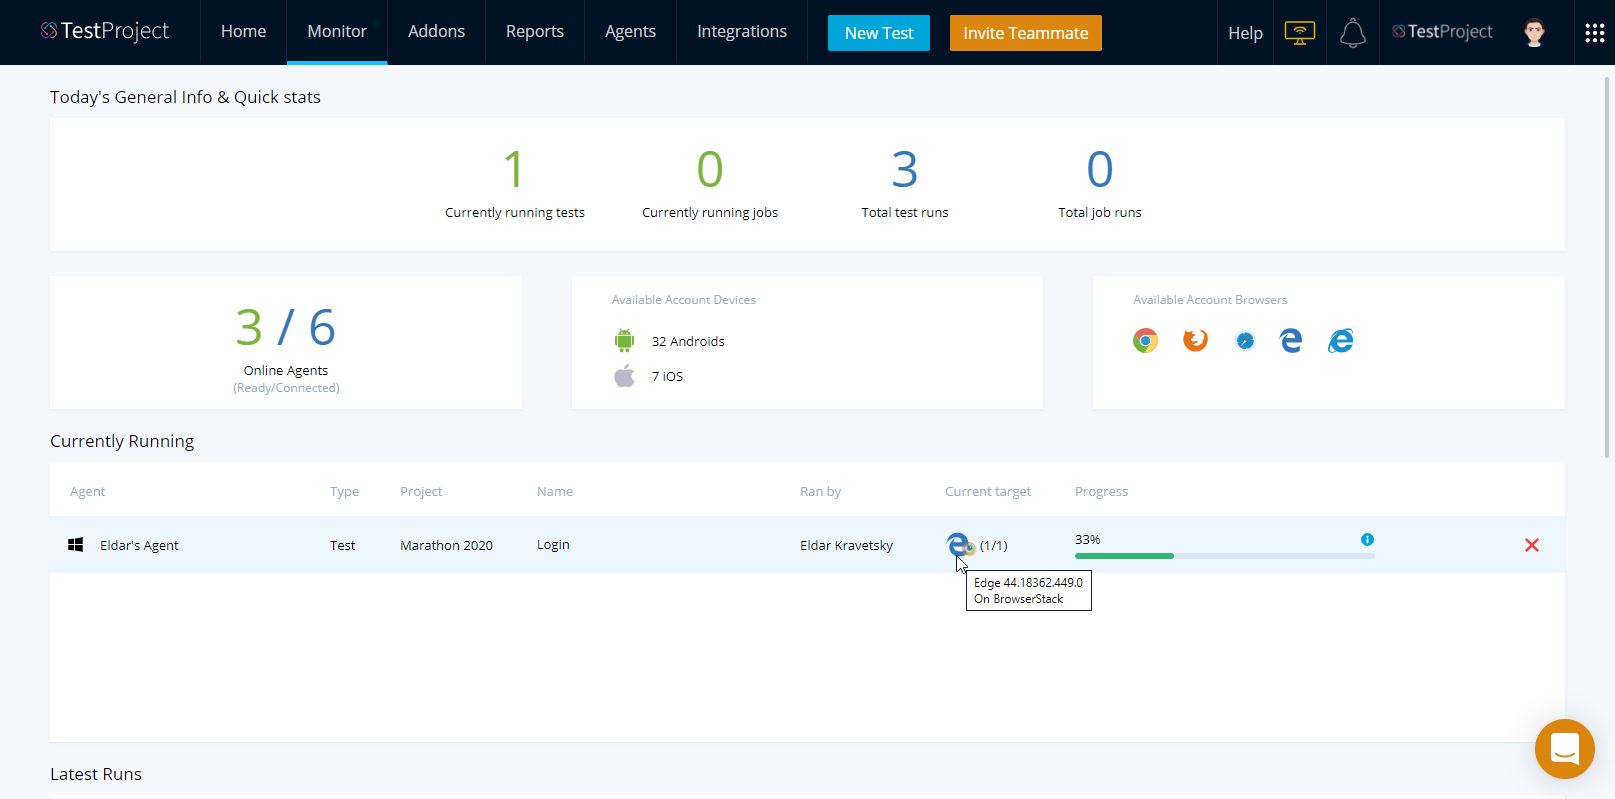 TestProject
Home
Monitor
Addons
Reports
Agents
Integrations
New Test
Invite Teammate
Help
TestProject
Today's General Info & Quick stats
1
0
3
0
Currently running tests
Currently running jobs
Total test runs
Total job runs
3 / 6
Online Agents
(Ready/Connected)
Available Account Devices
32 Androids
7 iOS
Available Account Browsers
Currently Running
Agent
Type
Project
Name
Ran by
Current target
Progress
Eldar's Agent
Test
Marathon 2020
Login
Eldar Kravetsky
(1/1)
33%
Edge 44.18362.449.0
On BrowserStack
Latest Runs